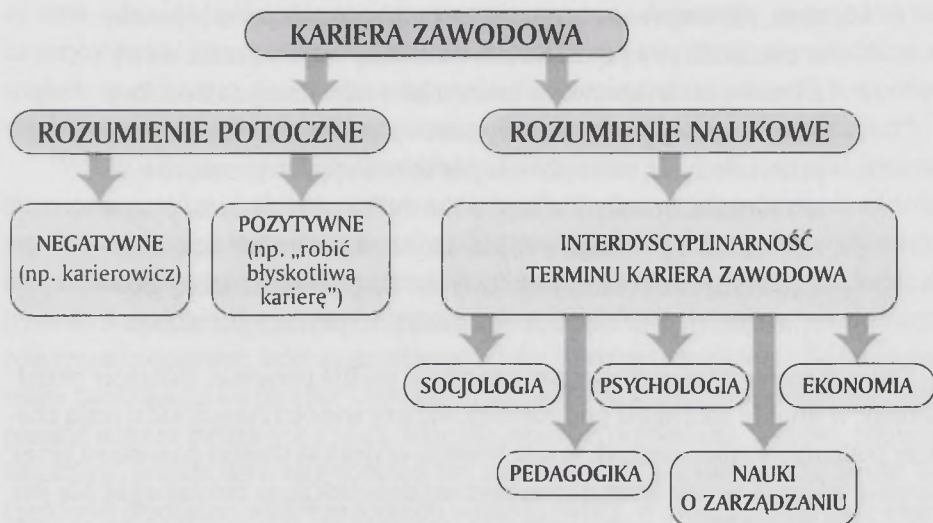 KARIERA ZAWODOWA
ROZUMIENIE POTOCZNE
ROZUMIENIE NAUKOWE
NEGATYWNE
(np. karierowicz)
POZYTYWNE
(np. „robić
błyskotliwą
karierę”)
INTERDYSCYPLINARNOŚĆ
TERMINU KARIERA ZAWODOWA
SOCJOLOGIA
PSYCHOLOGIA
EKONOMIA
PEDAGOGIKA
NAUKI
O ZARZĄDZANIU